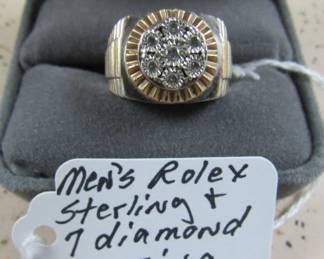 Men's Rolex
Sterling +
7 diamond